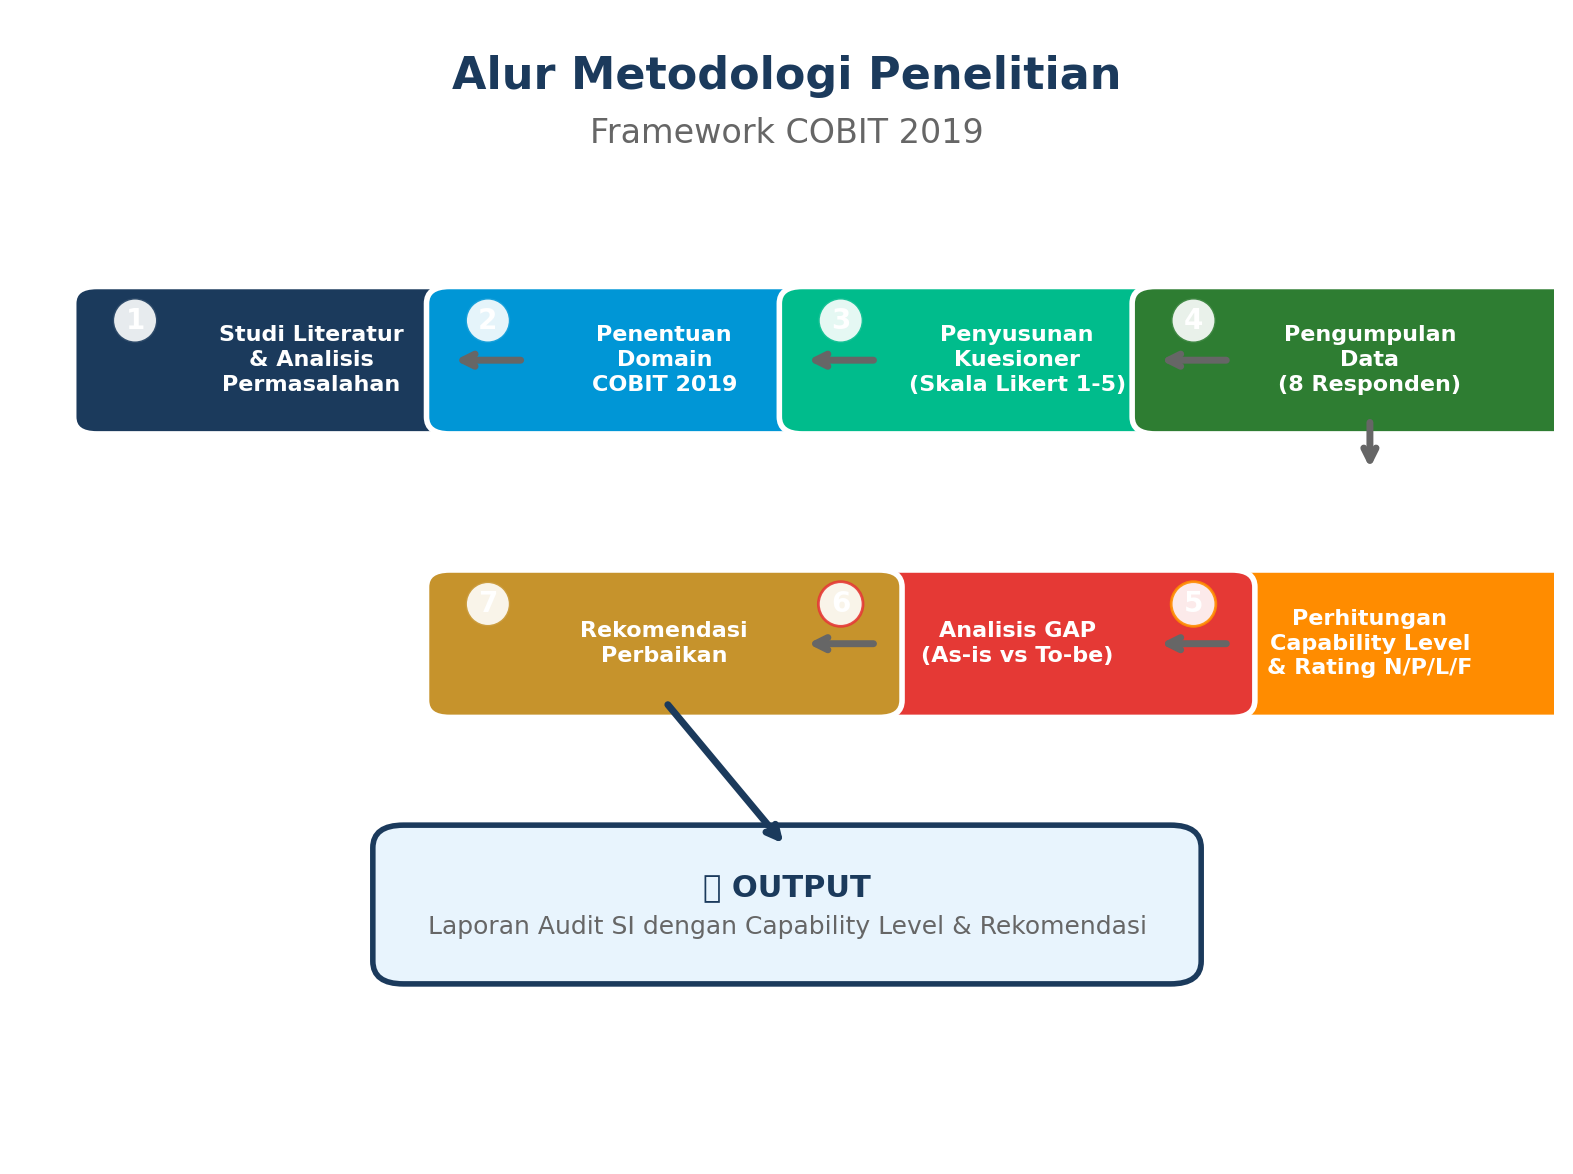 Alur Metodologi Penelitian
Framework COBIT 2019
1
Studi Literatur
& Analisis
Permasalahan
2
Penentuan
Domain
COBIT 2019
3
Penyusunan
Kuesioner
(Skala Likert 1-5)
4
Pengumpulan
Data
(8 Responden)
7
Rekomendasi
Perbaikan
6
Analisis GAP
(As-is vs To-be)
5
Perhitungan
Capability Level
& Rating N/P/L/F
OUTPUT
Laporan Audit SI dengan Capability Level & Rekomendasi